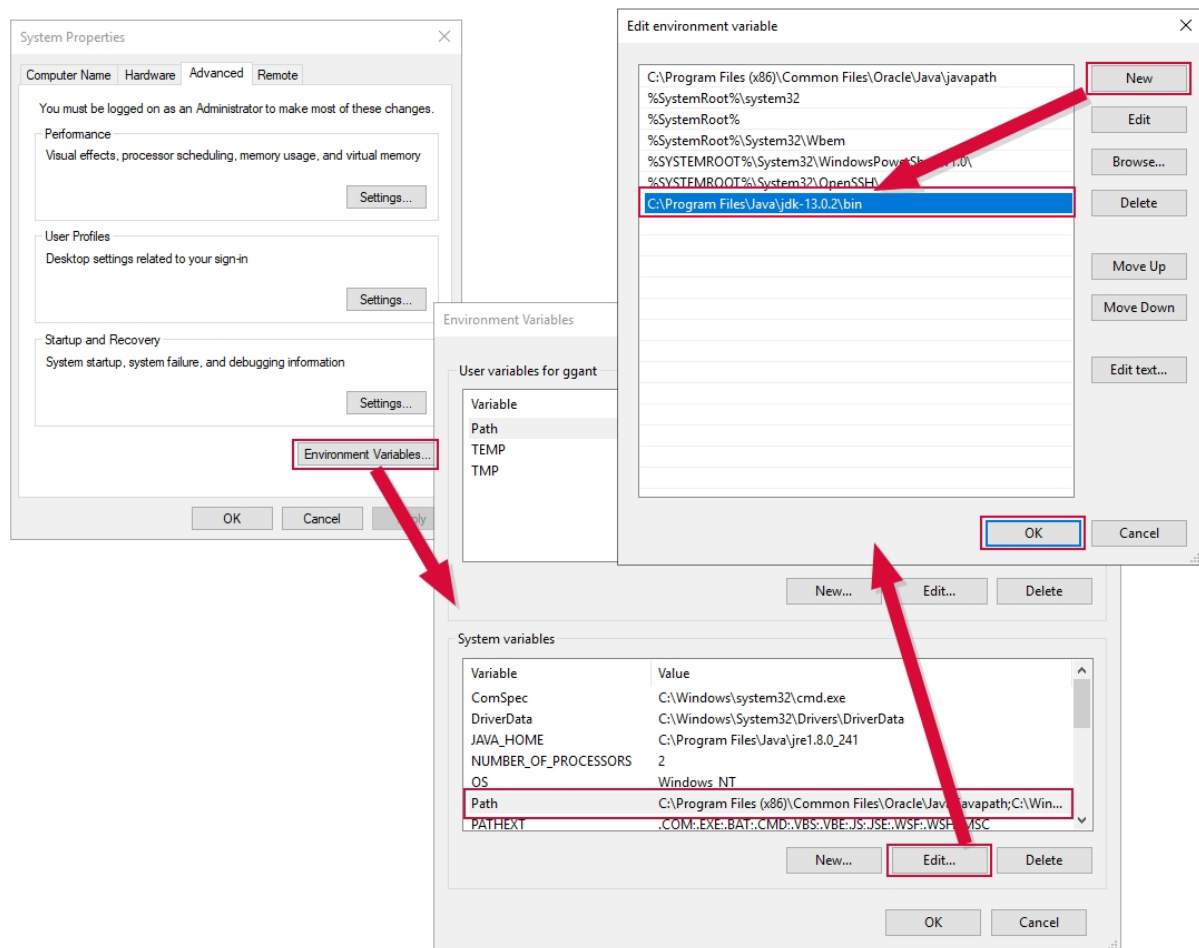 System Properties
Computer Name Hardware Advanced Remote
You must be logged on as an Administrator to make most of these changes.
Performance
Visual effects, processor scheduling, memory usage, and virtual memory
Settings...
User Profiles
Desktop settings related to your sign-in
Settings...
Startup and Recovery
System startup, system failure, and debugging information
Settings...
Environment Variables...
OK Cancel
Edit environment variable
C:\Program Files (x86)\Common Files\Oracle\Java\javapath
%SystemRoot%\system32
%SystemRoot%
%SystemRoot%\System32\Wbem
%SYSTEMROOT%\System32\WindowsPowerShell\v1.0\
%SYSTEMROOT%\System32\OpenSSH\
C:\Program Files\Java\jdk-13.0.2\bin
New
Edit
Browse...
Delete
Move Up
Move Down
Edit text...
OK Cancel
Environment Variables
User variables for ggant
Variable
Path
TEMP
TMP
New... Edit... Delete
System variables
Variable Value
ComSpec C:\Windows\system32\cmd.exe
DriverData C:\Windows\System32\Drivers\DriverData
JAVA_HOME C:\Program Files\Java\jre1.8.0_241
NUMBER_OF_PROCESSORS 2
OS Windows_NT
Path C:\Program Files (x86)\Common Files\Oracle\Java\javapath;C:\Win...
PATHEXT .COM;.EXE;.BAT;.CMD;.VBS;.VBE;.JS;.JSE;.WSF;.WSH;.MSC
New... Edit... Delete
OK Cancel